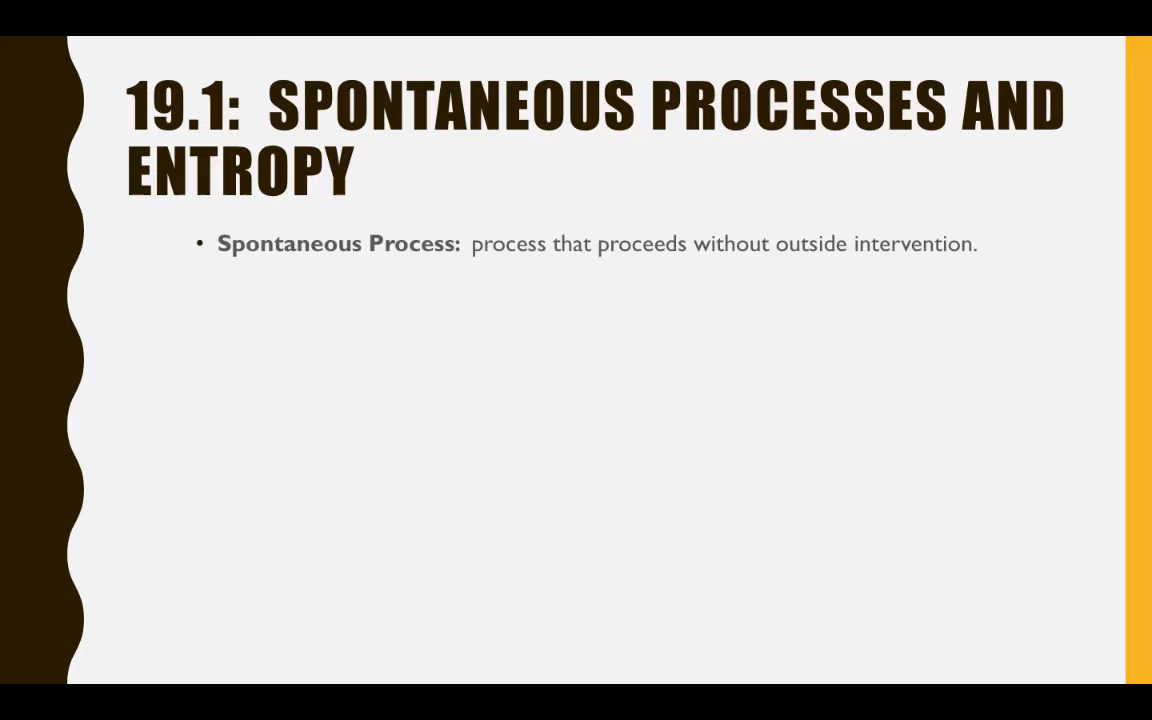 19.1: SPONTANEOUS PROCESSES AND
ENTROPY
• Spontaneous Process: process that proceeds without outside intervention.